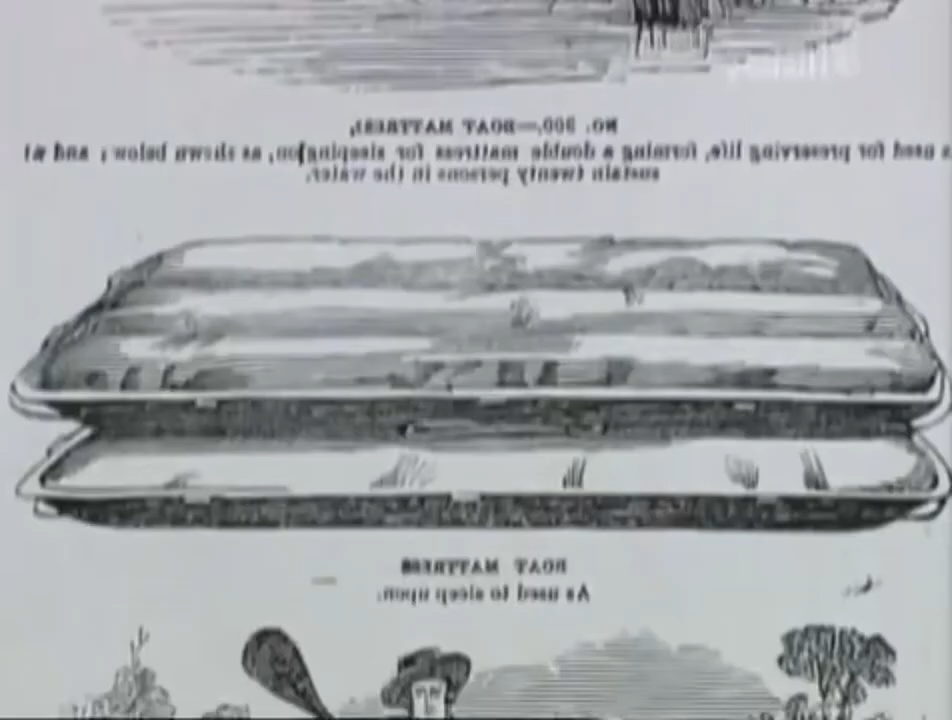 NO. 300.—BOAT MATTRESS,
s used for preserving life, forming a double mattress for sleeping on, as shown below; and w
sustain twenty persons in the water.
BOAT MATTRESS
As used to sleep upon.